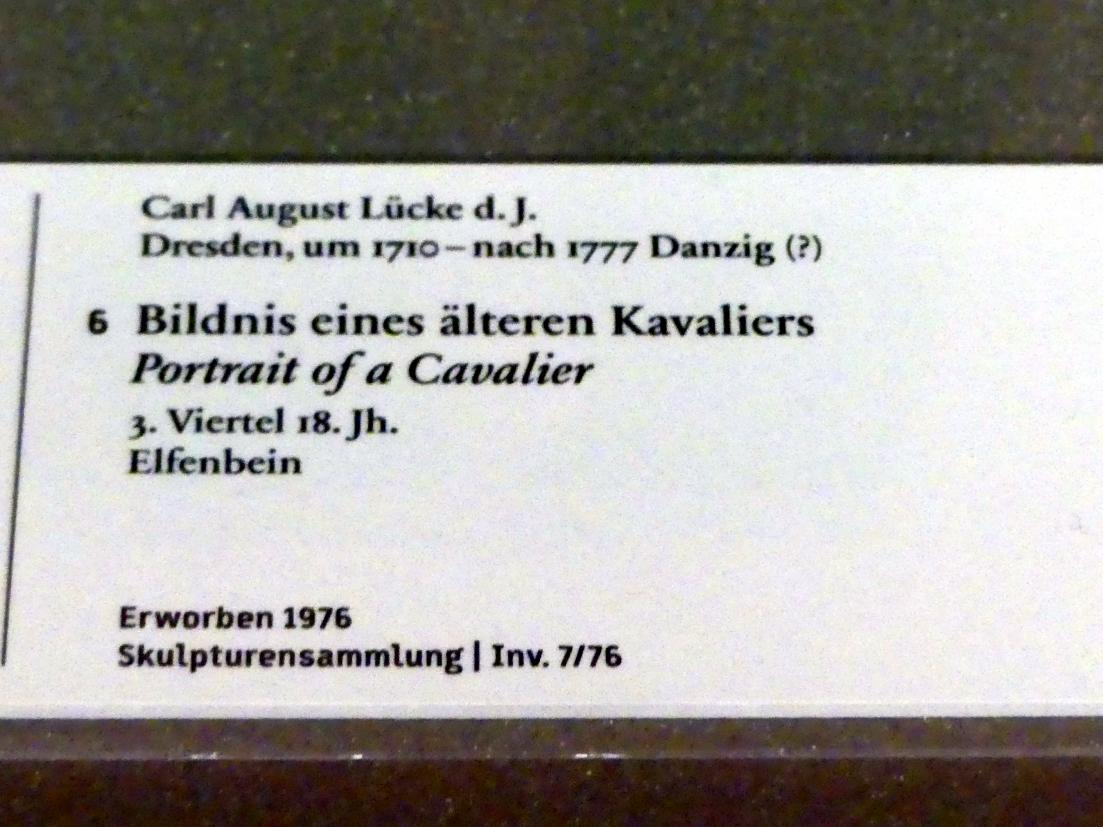 Carl August Lücke d. J.
Dresden, um 1710 – nach 1777 Danzig (?)
6 Bildnis eines älteren Kavaliers
Portrait of a Cavalier
3. Viertel 18. Jh.
Elfenbein
Erworben 1976
Skulpturensammlung | Inv. 7/76